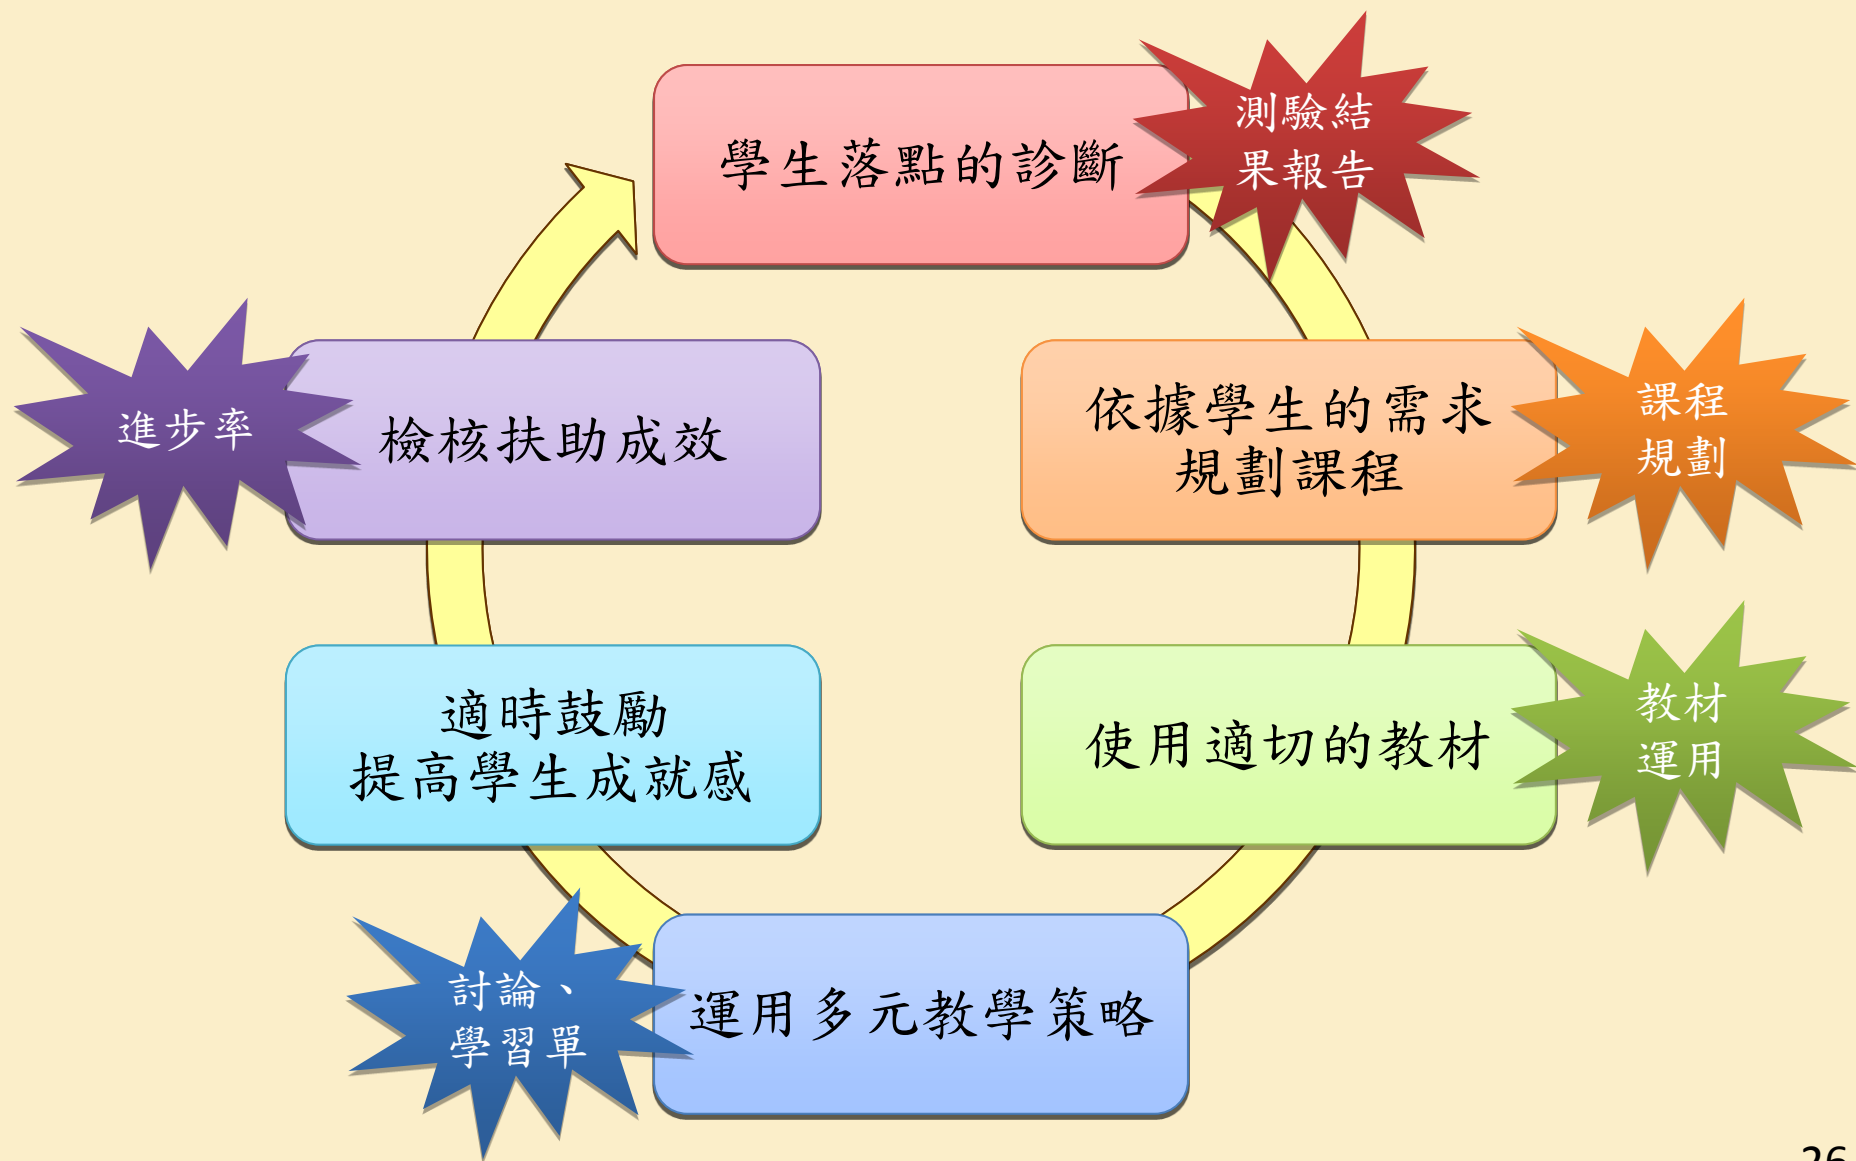 學生落點的診斷
測驗結
果報告
依據學生的需求
規劃課程
課程
規劃
使用適切的教材
教材
運用
運用多元教學策略
討論、
學習單
適時鼓勵
提高學生成就感
檢核扶助成效
進步率
26